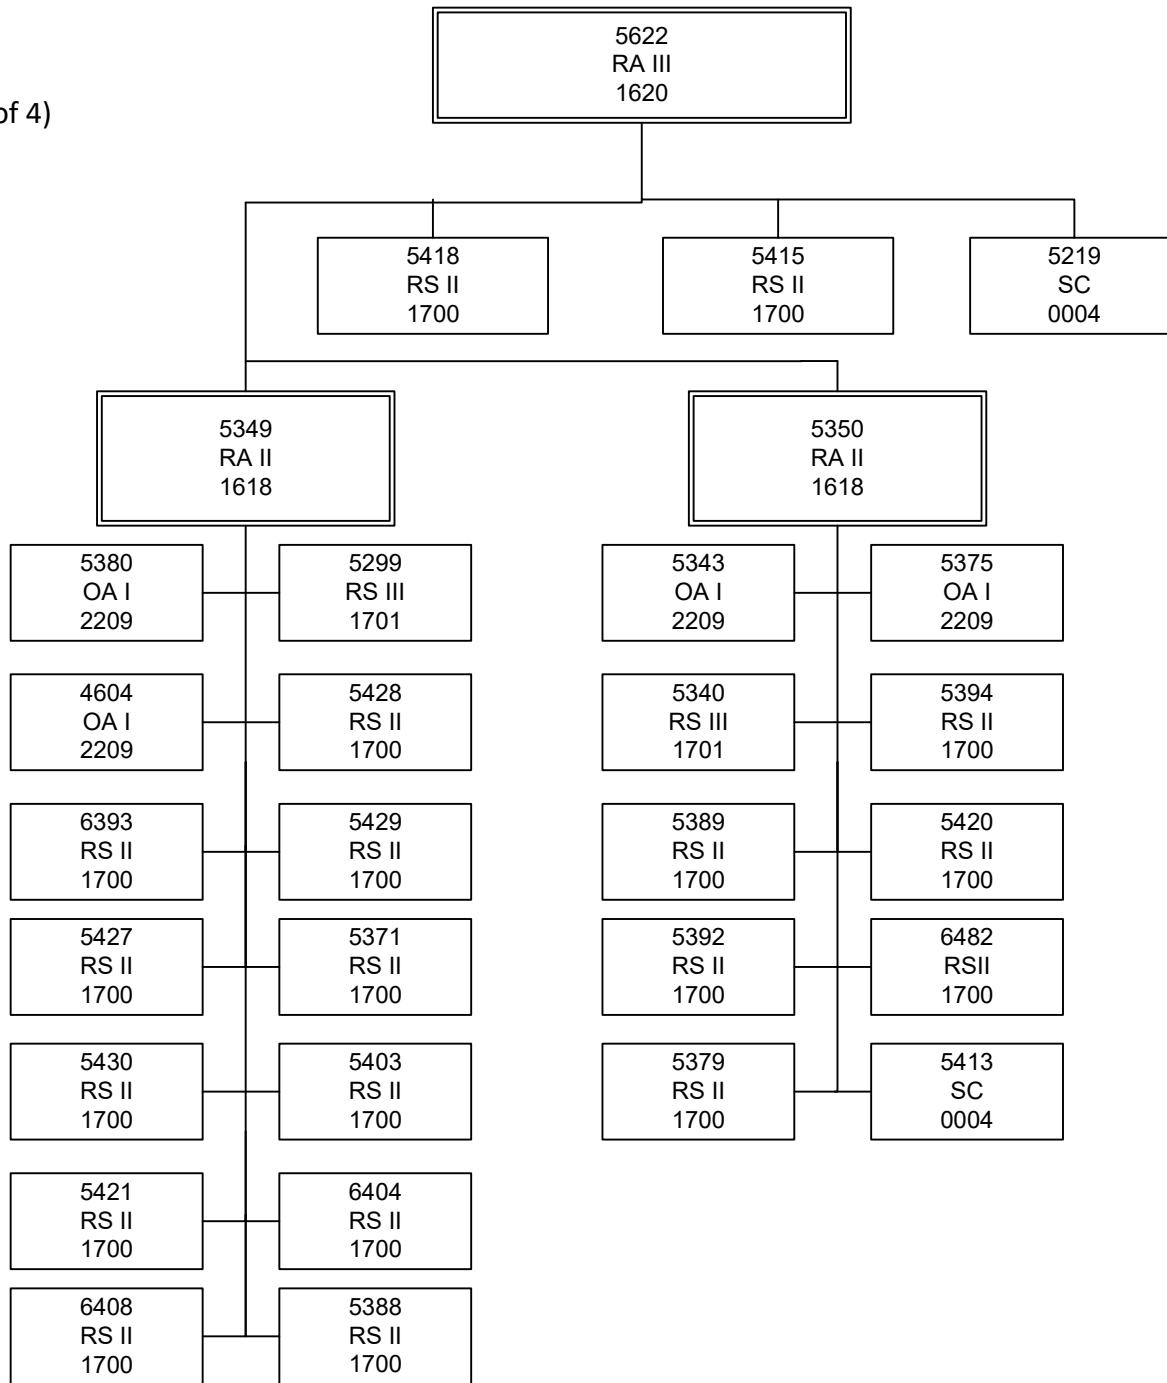 5622
RA III
1620
of 4)
5418
RS II
1700
5415
RS II
1700
5219
SC
0004
5349
RA II
1618
5350
RA II
1618
5380
OA I
2209
5299
RS III
1701
5343
OA I
2209
5375
OA I
2209
4604
OA I
2209
5428
RS II
1700
5340
RS III
1701
5394
RS II
1700
6393
RS II
1700
5429
RS II
1700
5389
RS II
1700
5420
RS II
1700
5427
RS II
1700
5371
RS II
1700
5392
RS II
1700
6482
RSII
1700
5430
RS II
1700
5403
RS II
1700
5379
RS II
1700
5413
SC
0004
5421
RS II
1700
6404
RS II
1700
6408
RS II
1700
5388
RS II
1700